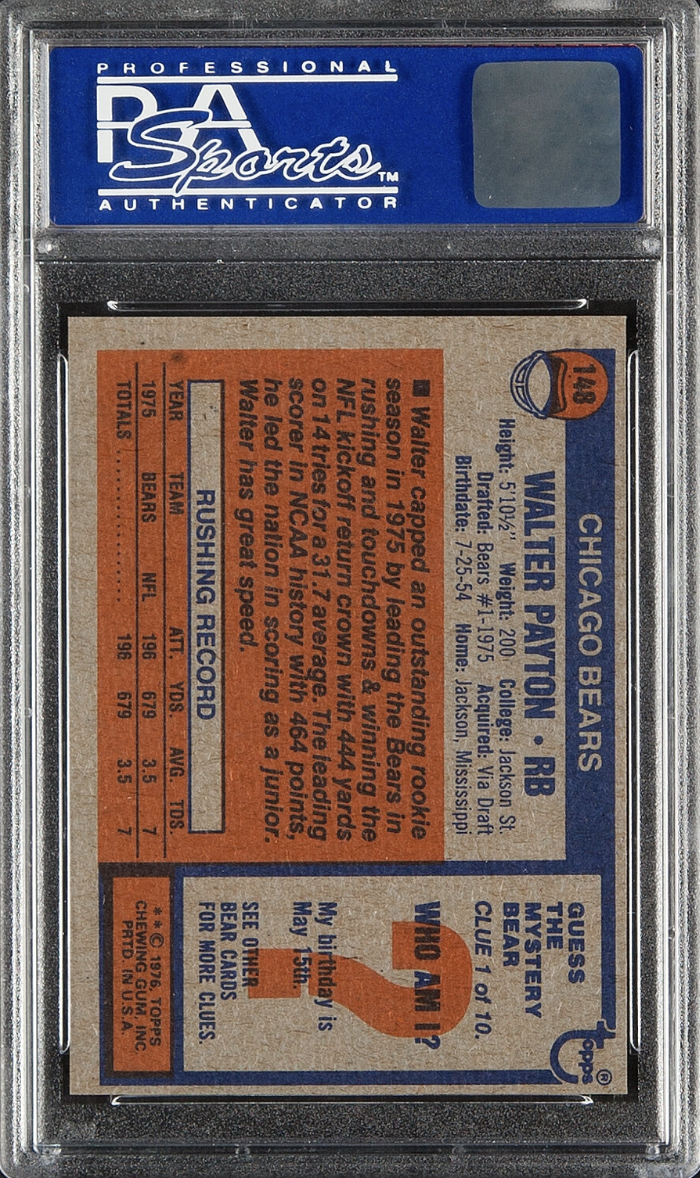 PROFESSIONAL
PSA
Sports™
AUTHENTICATOR
148
CHICAGO BEARS
WALTER PAYTON • RB
Height: 5'10½" Weight: 200 College: Jackson St.
Drafted: Bears #1-1975 Acquired: Via Draft
Birthdate: 7-25-54 Home: Jackson, Mississippi
■ Walter capped an outstanding rookie
season in 1975 by leading the Bears in
rushing and touchdowns & winning the
NFL kickoff return crown with 444 yards
on 14 tries for a 31.7 average. The leading
scorer in NCAA history with 464 points,
he led the nation in scoring as a junior.
Walter has great speed.
RUSHING RECORD
YEAR TEAM ATT. YDS. AVG. TDS.
1975 BEARS NFL 196 679 3.5 7
TOTALS ............ 196 679 3.5 7
topps®
GUESS
THE
MYSTERY
BEAR
CLUE 1 of 10.
?
WHO AM I?
My birthday is
May 15th.
SEE OTHER
BEAR CARDS
FOR MORE CLUES.
**© 1976, TOPPS
CHEWING GUM, INC
PRTD. IN U.S.A.